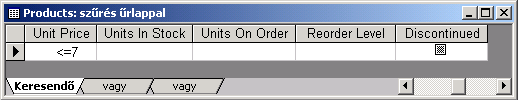 Products: szűrés űrlappal
Unit Price Units In Stock Units On Order Reorder Level Discontinued
<=7
Keresendő vagy vagy